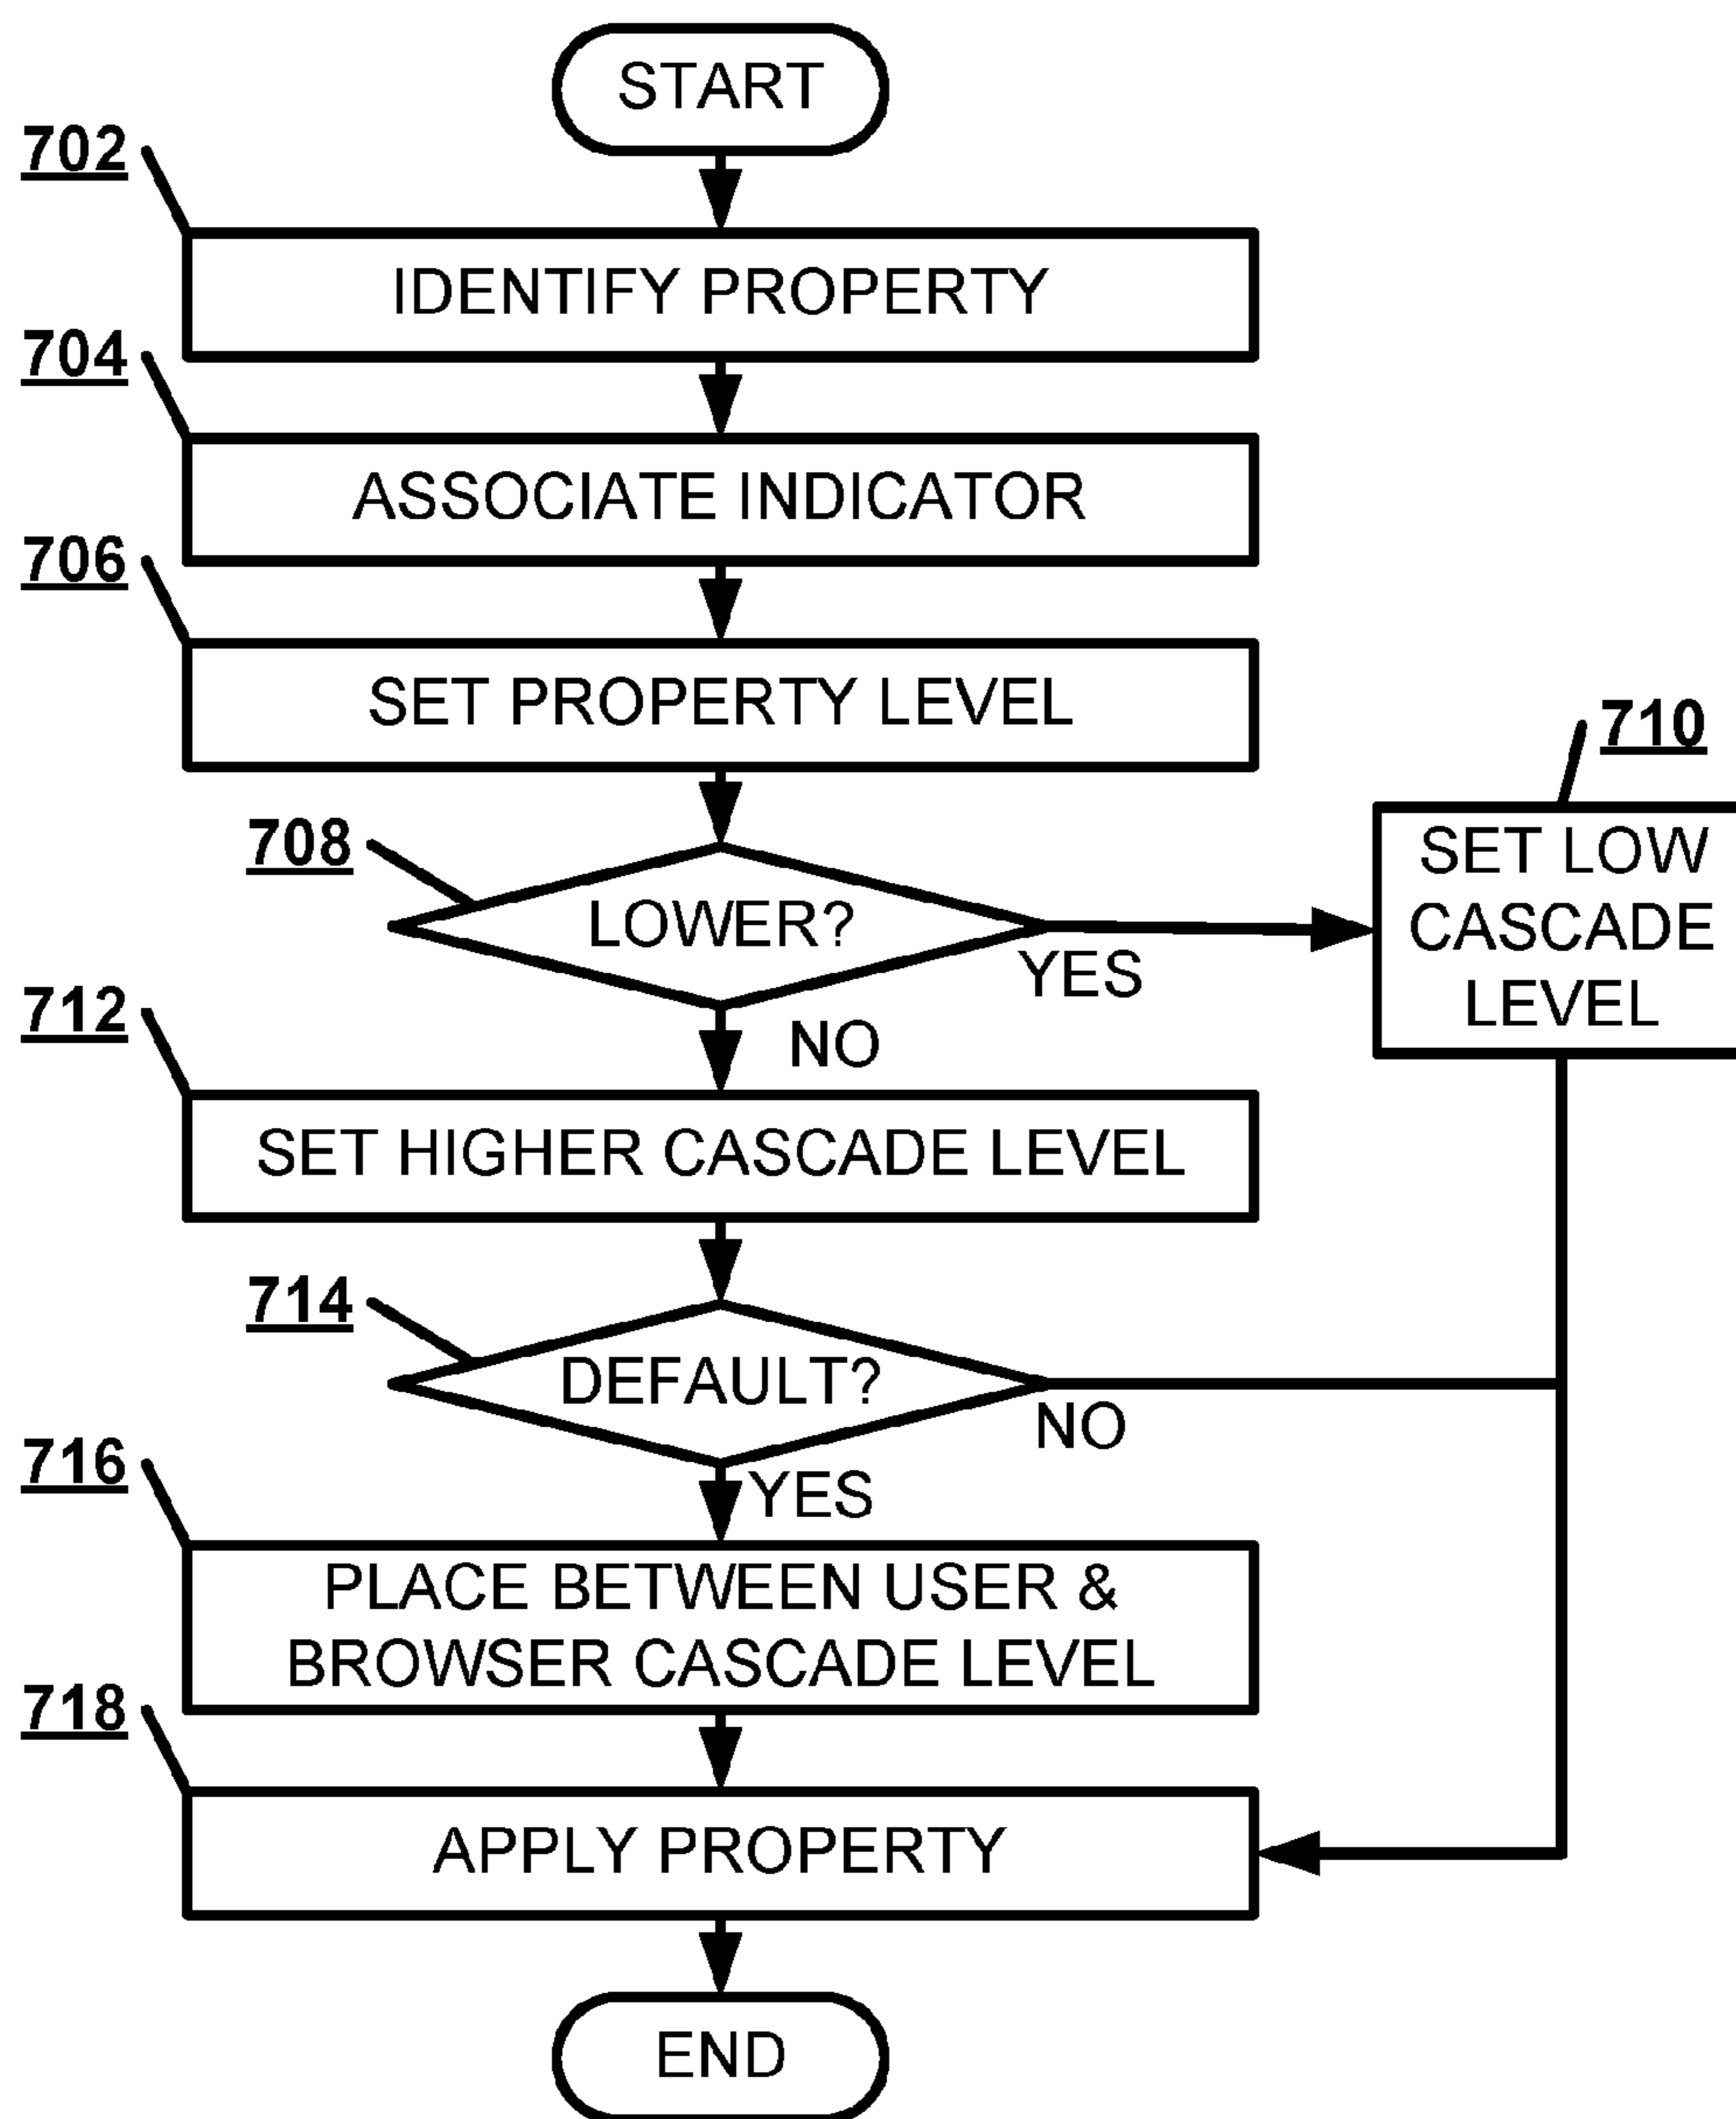 START
702
IDENTIFY PROPERTY
704
ASSOCIATE INDICATOR
706
SET PROPERTY LEVEL
710
708
LOWER?
YES
SET LOW
CASCADE
LEVEL
712
NO
SET HIGHER CASCADE LEVEL
714
DEFAULT?
NO
716
YES
PLACE BETWEEN USER &
BROWSER CASCADE LEVEL
718
APPLY PROPERTY
END